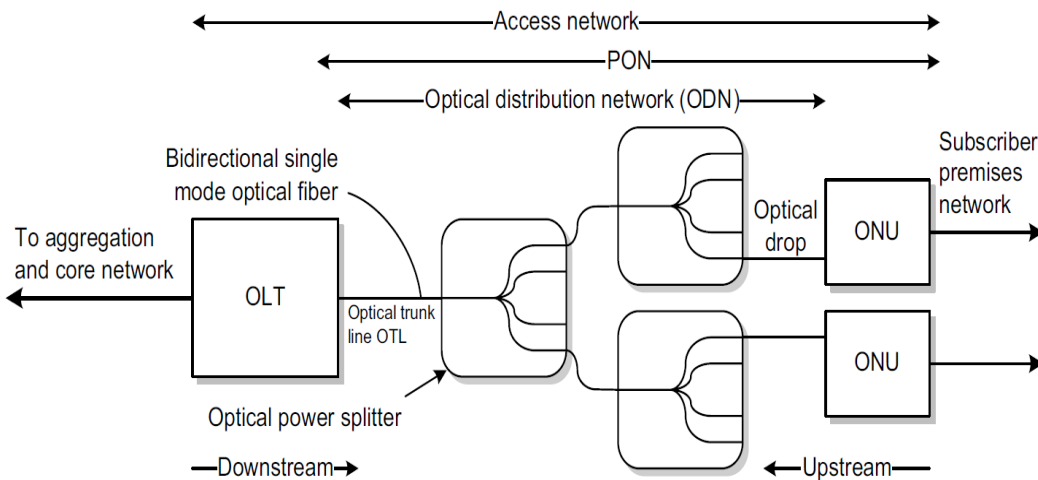 Access network
PON
Optical distribution network (ODN)
Bidirectional single
mode optical fiber
Subscriber
premises
network
To aggregation
and core network
OLT
Optical trunk
line OTL
Optical
drop
ONU
ONU
Optical power splitter
Downstream
Upstream